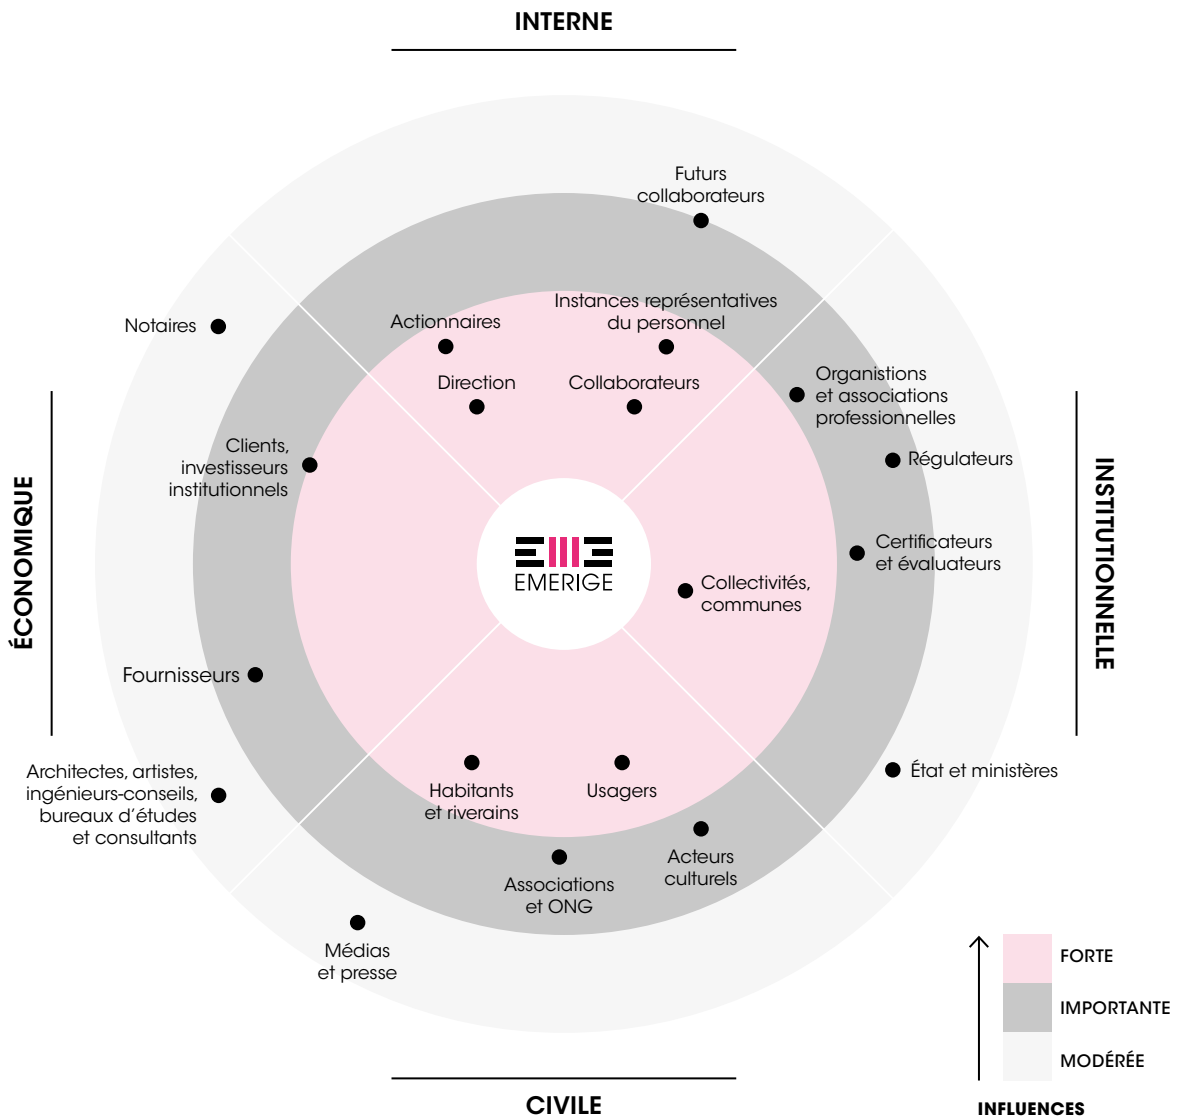 INTERNE
Futurs
collaborateurs
Notaires
Actionnaires
Instances représentatives
du personnel
Direction
Collaborateurs
Organistions
et associations
professionnelles
Clients,
investisseurs
institutionnels
Régulateurs
ÉCONOMIQUE
INSTITUTIONNELLE
Certificateurs
et évaluateurs
EMERIGE
Collectivités,
communes
Fournisseurs
Architectes, artistes,
ingénieurs-conseils,
bureaux d'études
et consultants
Habitants
et riverains
Usagers
État et ministères
Associations
et ONG
Acteurs
culturels
Médias
et presse
FORTE
IMPORTANTE
MODÉRÉE
INFLUENCES
CIVILE